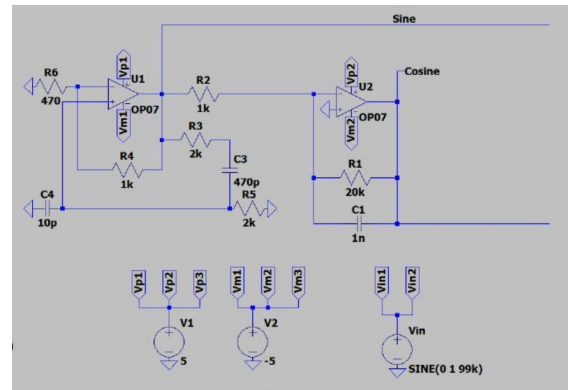 Sine
R6
470
Vp1
U1
OP07
Vm1
R2
1k
Vp2
U2
OP07
Vm2
Cosine
R3
2k
R4
1k
C3
470p
R1
20k
C4
10p
R5
2k
C1
1n
Vp1
Vp2
Vp3
Vm1
Vm2
Vm3
Vin1
Vin2
V1
5
V2
-5
Vin
SINE(0 1 99k)